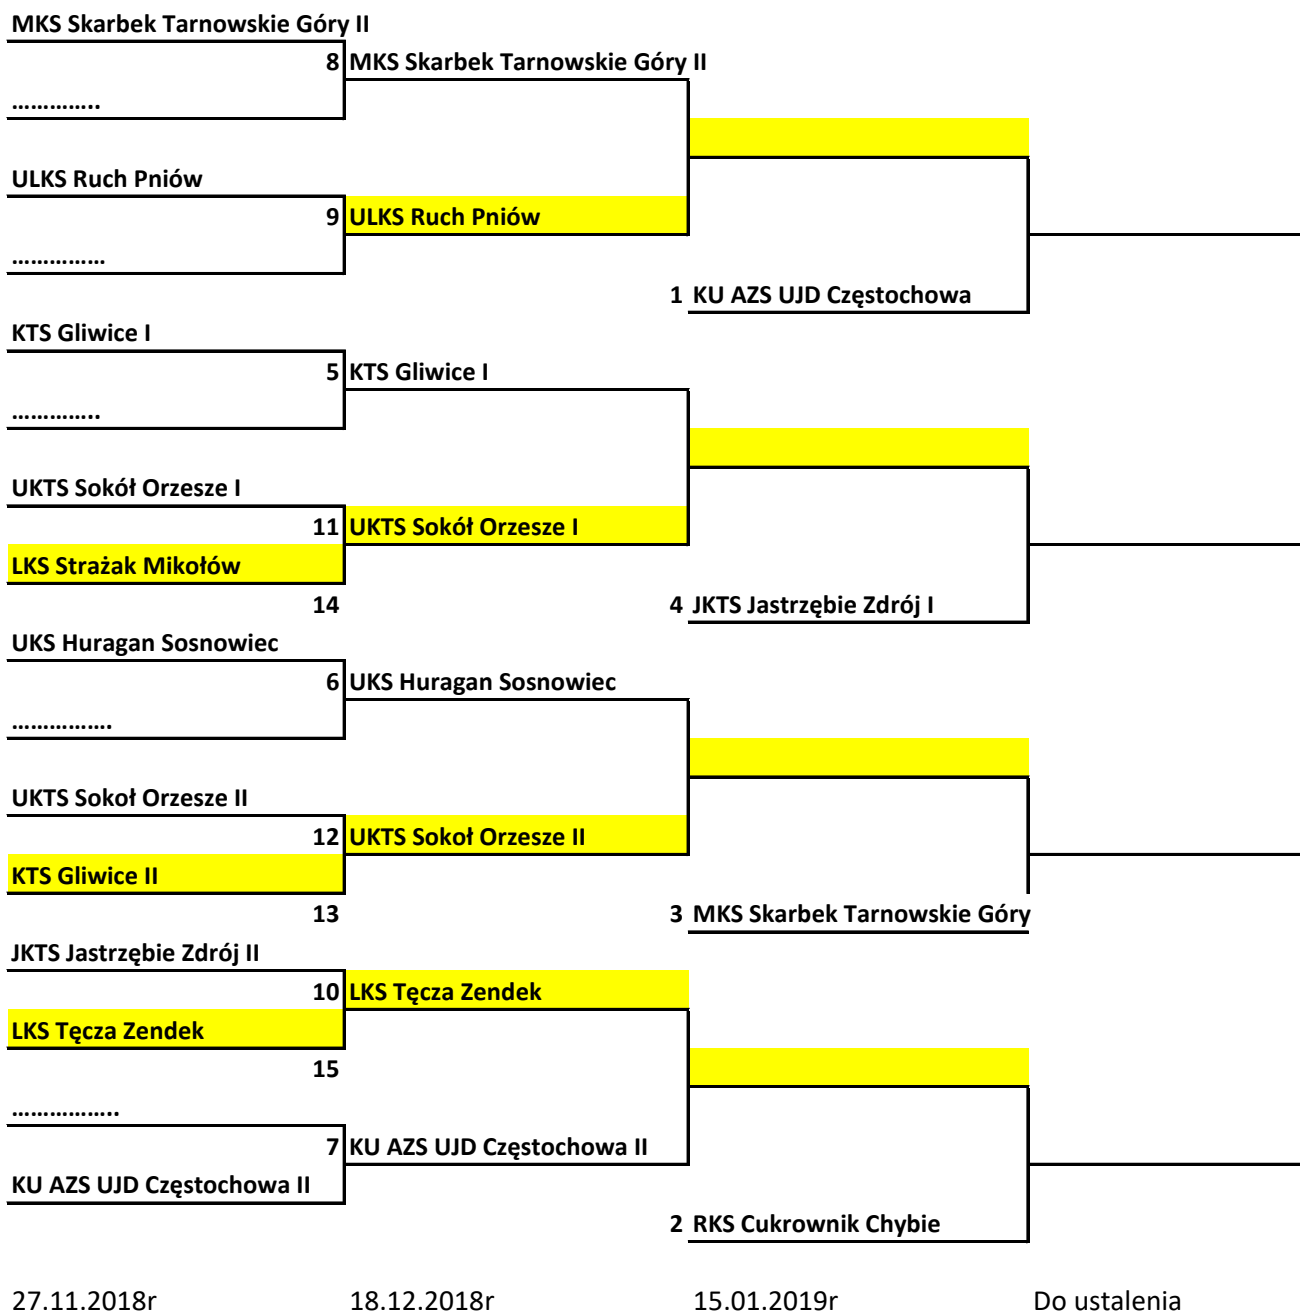 MKS Skarbek Tarnowskie Góry II
8 MKS Skarbek Tarnowskie Góry II
…………..
ULKS Ruch Pniów
9 ULKS Ruch Pniów
……………
1 KU AZS UJD Częstochowa
KTS Gliwice I
5 KTS Gliwice I
…………..
UKTS Sokół Orzesze I
11 UKTS Sokół Orzesze I
LKS Strażak Mikołów
14 4 JKTS Jastrzębie Zdrój I
UKS Huragan Sosnowiec
6 UKS Huragan Sosnowiec
…………….
UKTS Sokoł Orzesze II
12 UKTS Sokoł Orzesze II
KTS Gliwice II
13 3 MKS Skarbek Tarnowskie Góry
JKTS Jastrzębie Zdrój II
10 LKS Tęcza Zendek
LKS Tęcza Zendek
15
……………..
7 KU AZS UJD Częstochowa II
KU AZS UJD Częstochowa II
2 RKS Cukrownik Chybie
27.11.2018r 18.12.2018r 15.01.2019r Do ustalenia